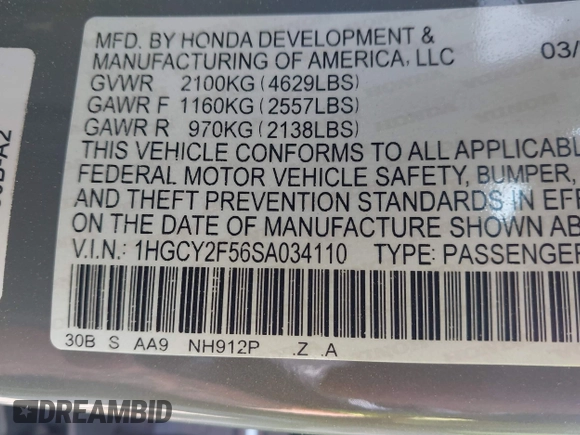 MFD. BY HONDA DEVELOPMENT &
MANUFACTURING OF AMERICA, LLC
03/
GVWR 2100KG (4629LBS)
GAWR F 1160KG (2557LBS)
GAWR R 970KG (2138LBS)
THIS VEHICLE CONFORMS TO ALL APPLICABL
FEDERAL MOTOR VEHICLE SAFETY, BUMPER,
AND THEFT PREVENTION STANDARDS IN EFF
ON THE DATE OF MANUFACTURE SHOWN AB
V.I.N.: 1HGCY2F56SA034110 TYPE: PASSENGER
30B S AA9 NH912P .Z .A
DREAMBID